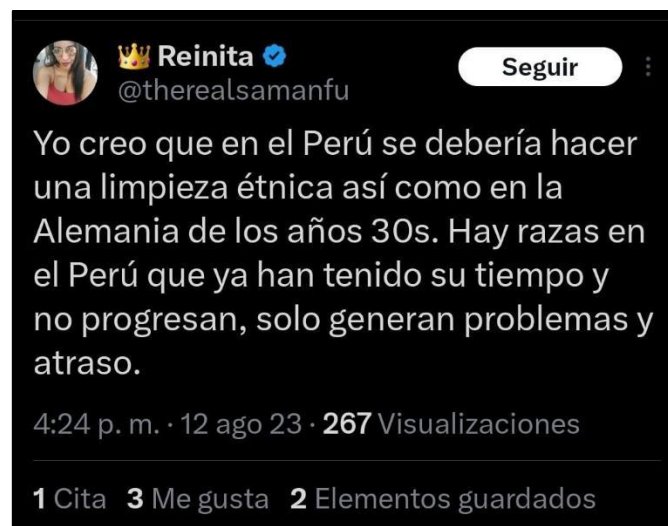 👑 Reinita
Seguir
@therealsamanfu
Yo creo que en el Perú se debería hacer
una limpieza étnica así como en la
Alemania de los años 30s. Hay razas en
el Perú que ya han tenido su tiempo y
no progresan, solo generan problemas y
atraso.
4:24 p. m. · 12 ago 23 · 267 Visualizaciones
1 Cita 3 Me gusta 2 Elementos guardados